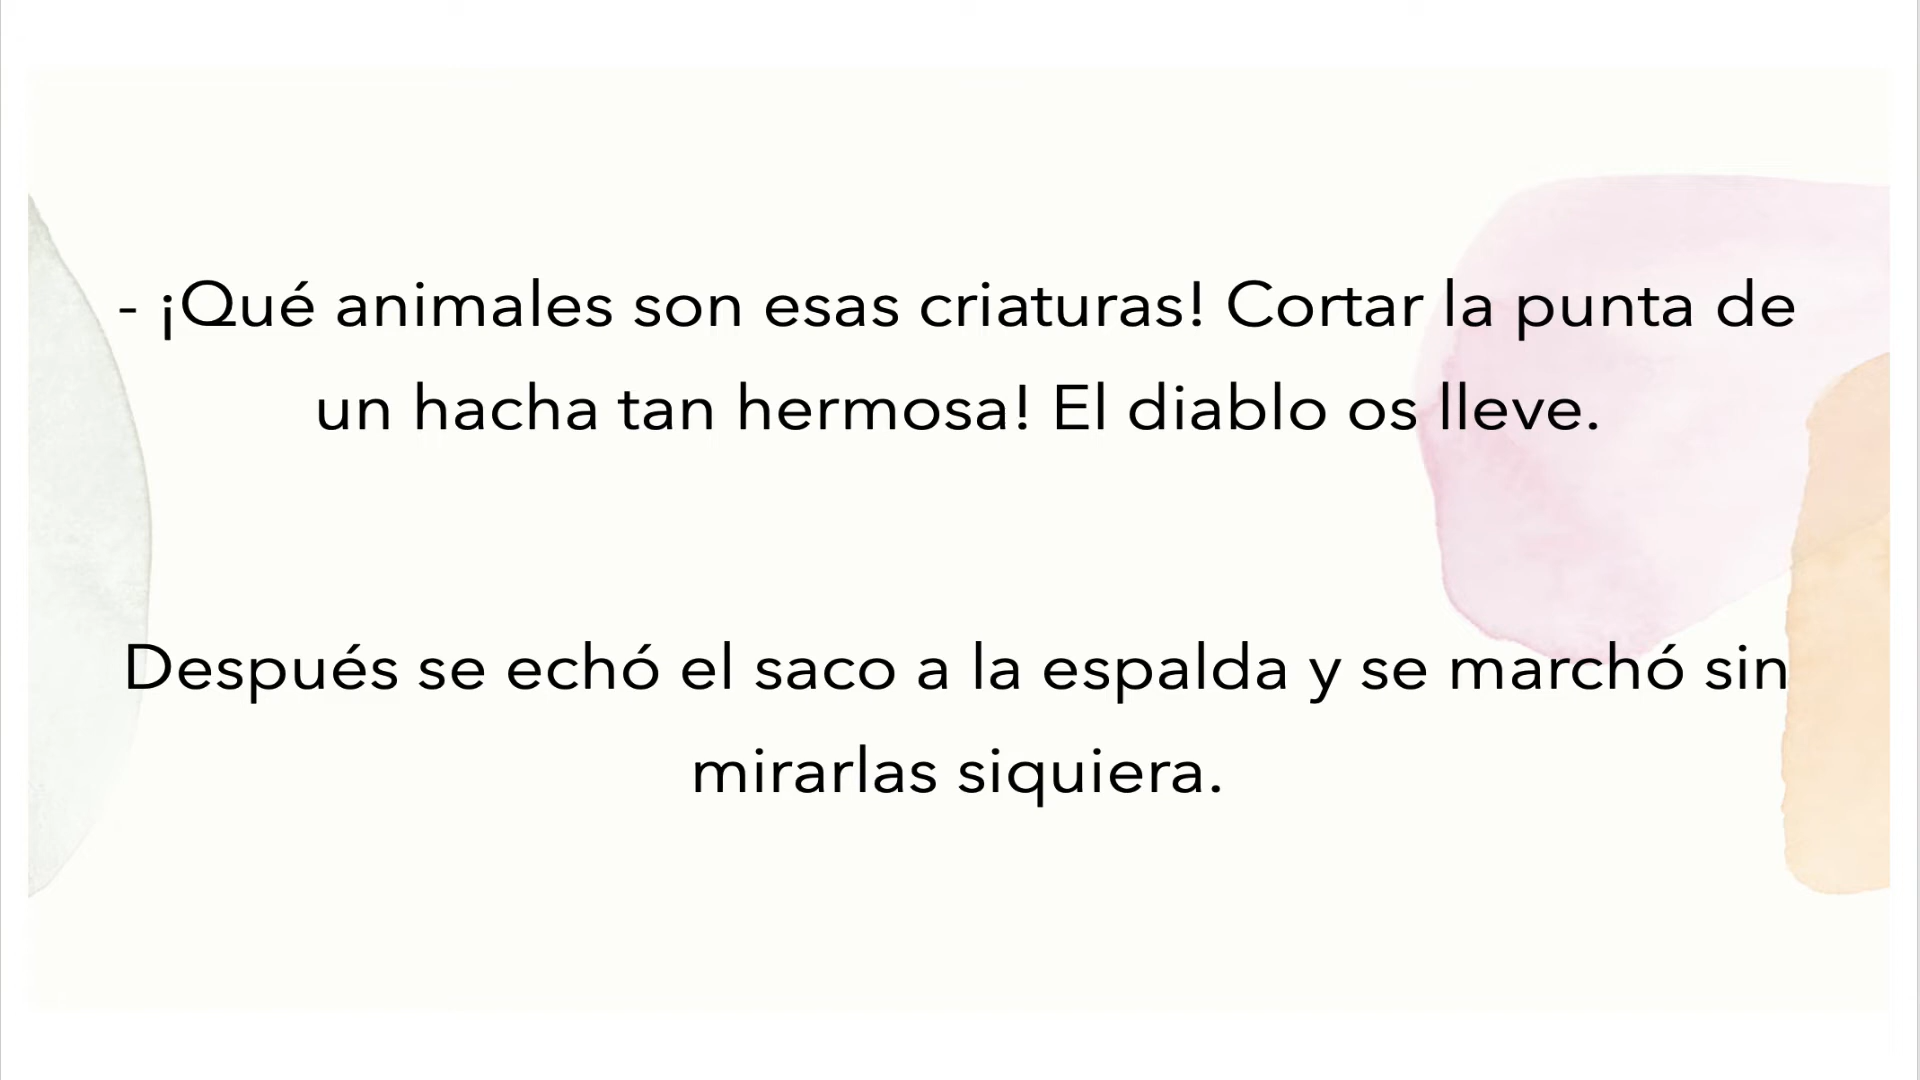 - ¡Qué animales son esas criaturas! Cortar la punta de
un hacha tan hermosa! El diablo os lleve.
Después se echó el saco a la espalda y se marchó sin
mirarlas siquiera.